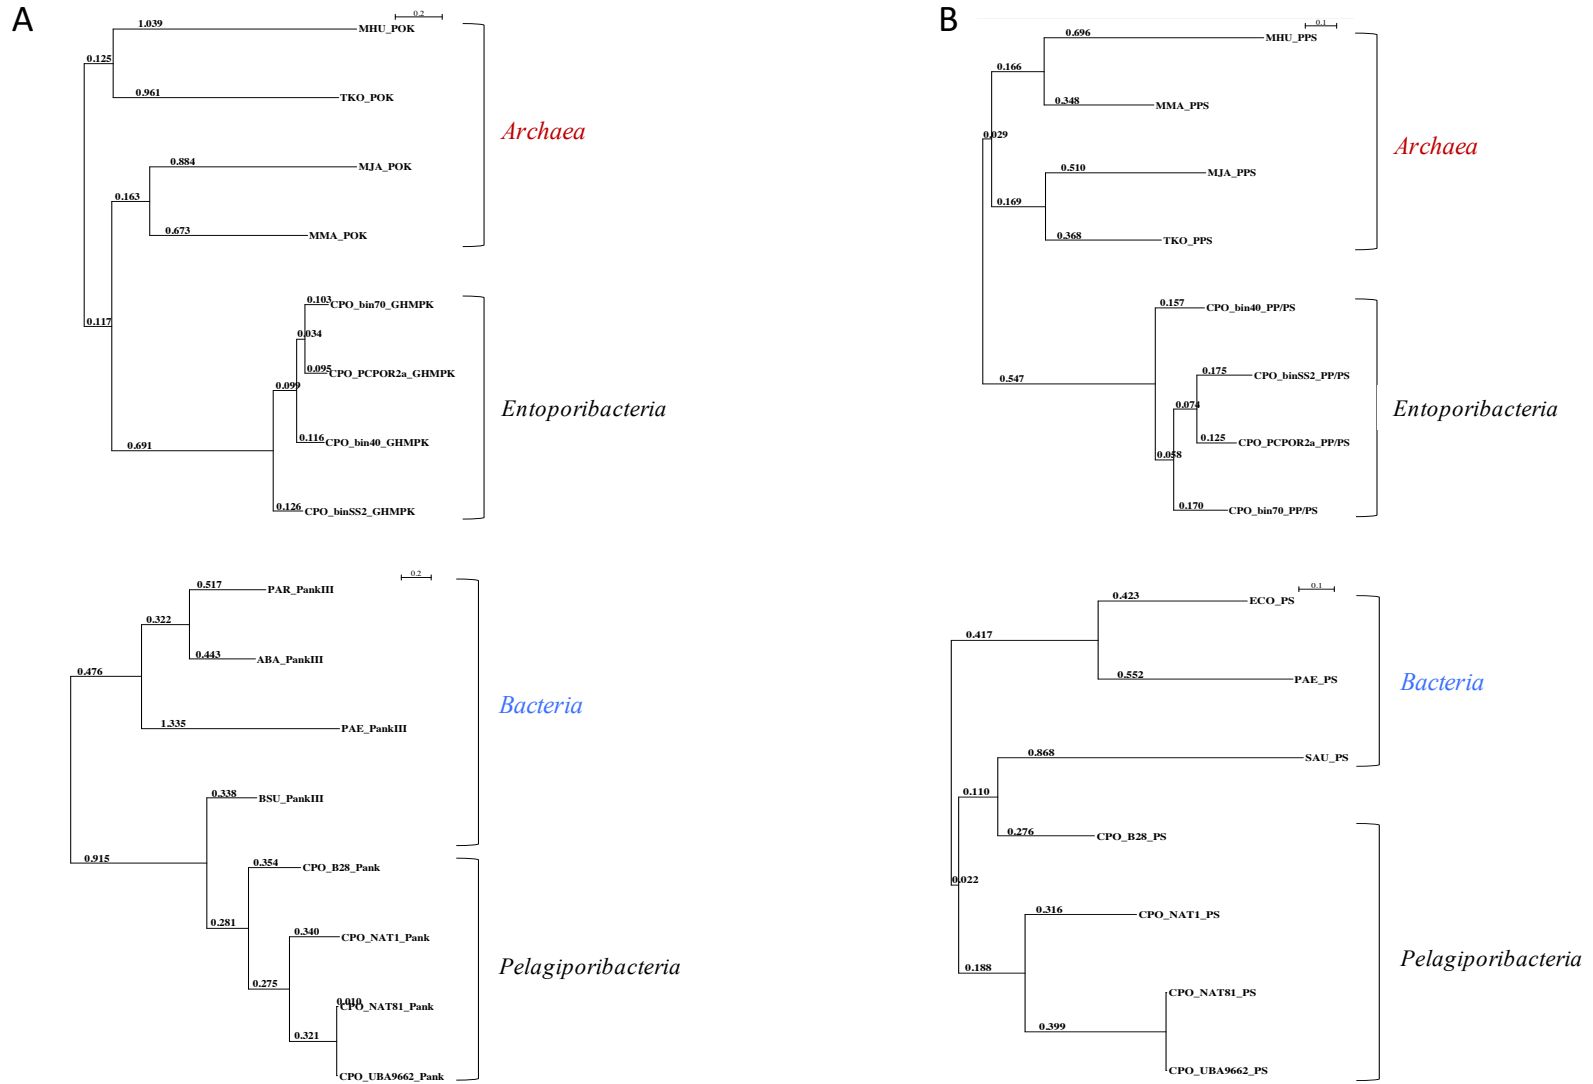 A
0.2
1.039
MHU_POK
0.125
0.961
TKO_POK
Archaea
0.884
MJA_POK
0.163
0.673
MMA_POK
0.117
0.103
CPO_bin70_GHMPK
0.034
0.095
CPO_PCPOR2a_GHMPK
0.099
Entoporibacteria
0.116
CPO_bin40_GHMPK
0.691
0.126
CPO_binSS2_GHMPK
0.2
0.517
PAR_PankIII
0.322
0.443
ABA_PankIII
0.476
Bacteria
1.335
PAE_PankIII
0.338
BSU_PankIII
0.915
0.354
CPO_B28_Pank
0.281
0.340
CPO_NAT1_Pank
Pelagiporibacteria
0.275
0.010
CPO_NAT81_Pank
0.321
CPO_UBA9662_Pank
B
0.1
0.696
MHU_PPS
0.166
0.348
MMA_PPS
0.029
Archaea
0.510
MJA_PPS
0.169
0.368
TKO_PPS
0.157
CPO_bin40_PP/PS
0.175
CPO_binSS2_PP/PS
0.547
0.074
Entoporibacteria
0.125
CPO_PCPOR2a_PP/PS
0.058
0.170
CPO_bin70_PP/PS
0.1
0.423
ECO_PS
0.417
0.552
PAE_PS
Bacteria
0.868
SAU_PS
0.110
0.276
CPO_B28_PS
0.022
0.316
CPO_NAT1_PS
Pelagiporibacteria
0.188
CPO_NAT81_PS
0.399
CPO_UBA9662_PS